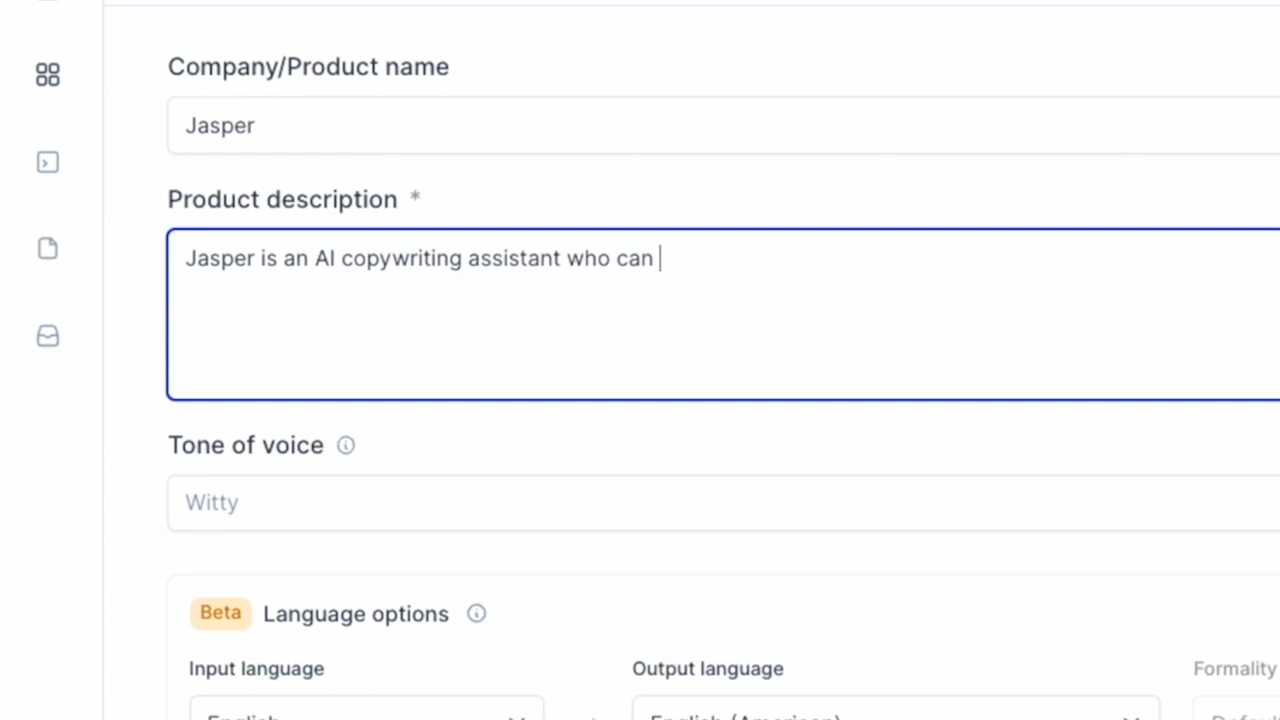 Company/Product name
Jasper
Product description *
Jasper is an AI copywriting assistant who can
Tone of voice
Witty
Beta Language options
Input language Output language Formality
English English (American)